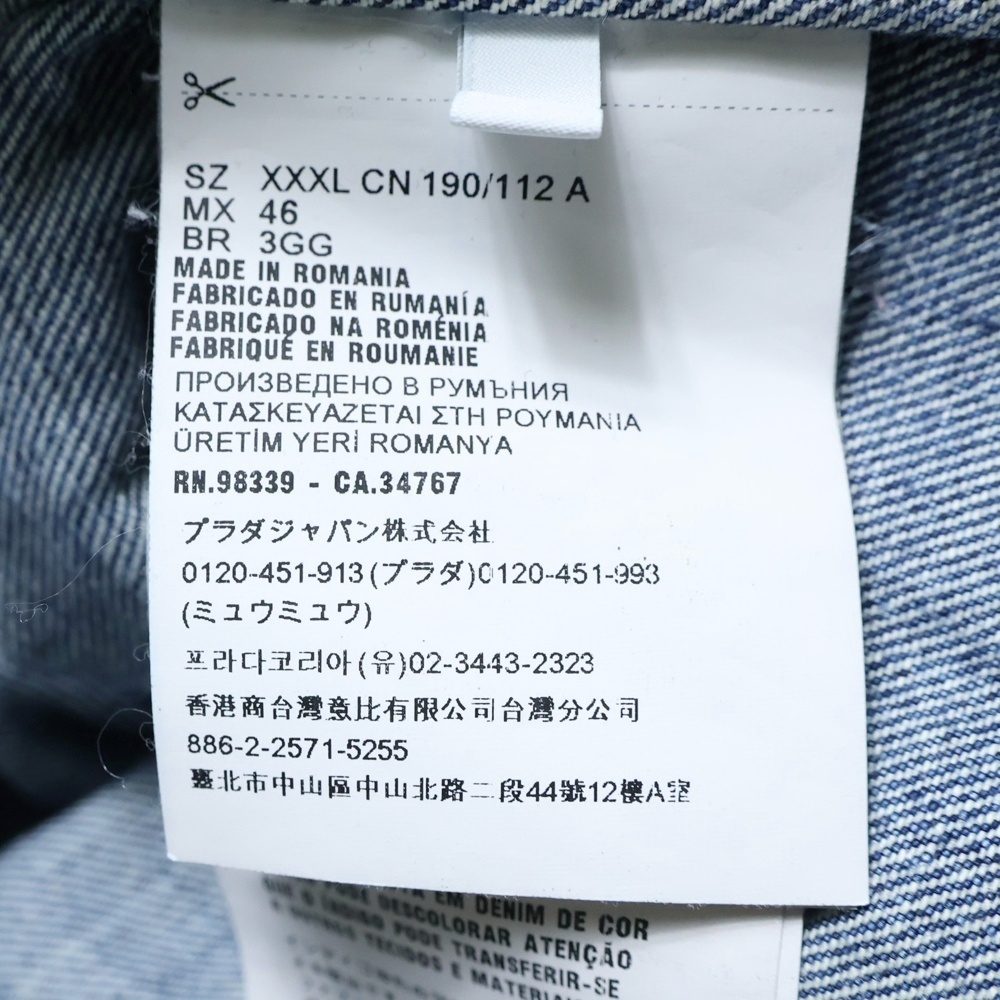 SZ XXXL CN 190/112 A
MX 46
BR 3GG
MADE IN ROMANIA
FABRICADO EN RUMANÍA
FABRICADO NA ROMÉNIA
FABRIQUÉ EN ROUMANIE
ПРОИЗВЕДЕНО В РУМЪНИЯ
ΚΑΤΑΣΚΕΥΑΖΕΤΑΙ ΣΤΗ ΡΟΥΜΑΝΙΑ
ÜRETİM YERİ ROMANYA
RN.98339 - CA.34767
プラダジャパン株式会社
0120-451-913(プラダ)0120-451-993
(ミュウミュウ)
프라다코리아(유)02-3443-2323
香港商台灣意比有限公司台灣分公司
886-2-2571-5255
臺北市中山區中山北路二段44號12樓A室
EM DENIM DE COR
DESCOLORAR ATENÇÃO
O ÍNDIGO PODE TRANSFERIR-SE
TECIDOS E MATERIAIS